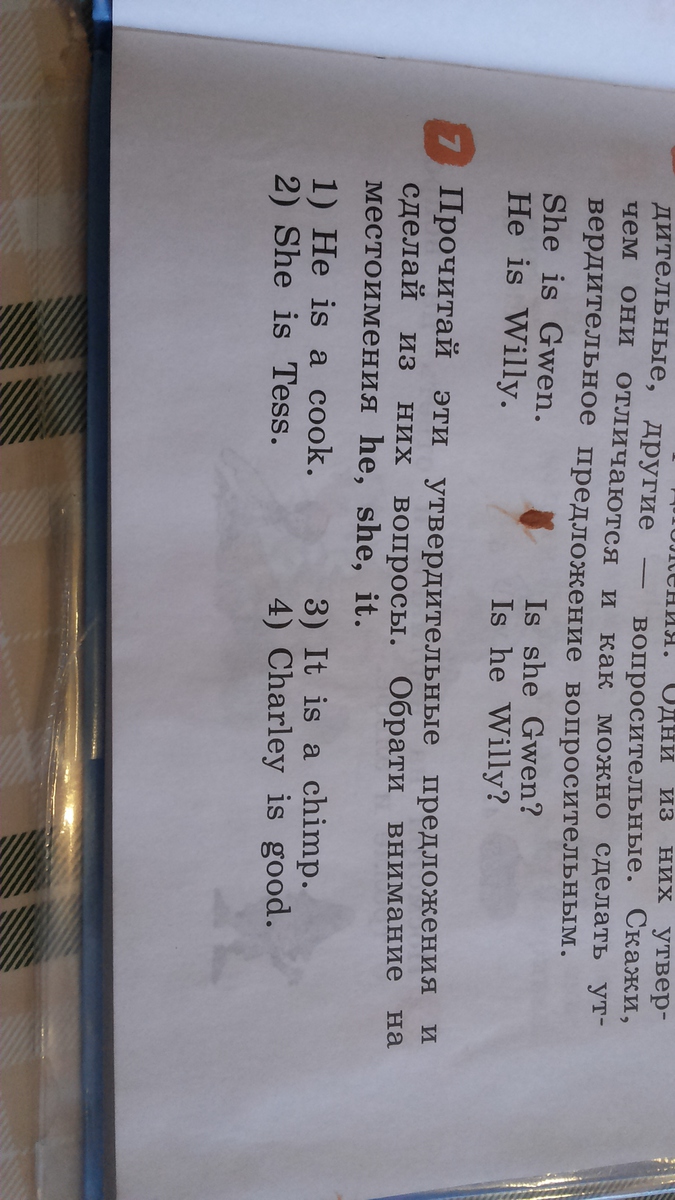 дительные, другие — вопросительные. Скажи,
чем они отличаются и как можно сделать ут-
вердительное предложение вопросительным.
She is Gwen. Is she Gwen?
He is Willy. Is he Willy?
7 Прочитай эти утвердительные предложения и
сделай из них вопросы. Обрати внимание на
местоимения he, she, it.
1) He is a cook. 3) It is a chimp.
2) She is Tess. 4) Charley is good.